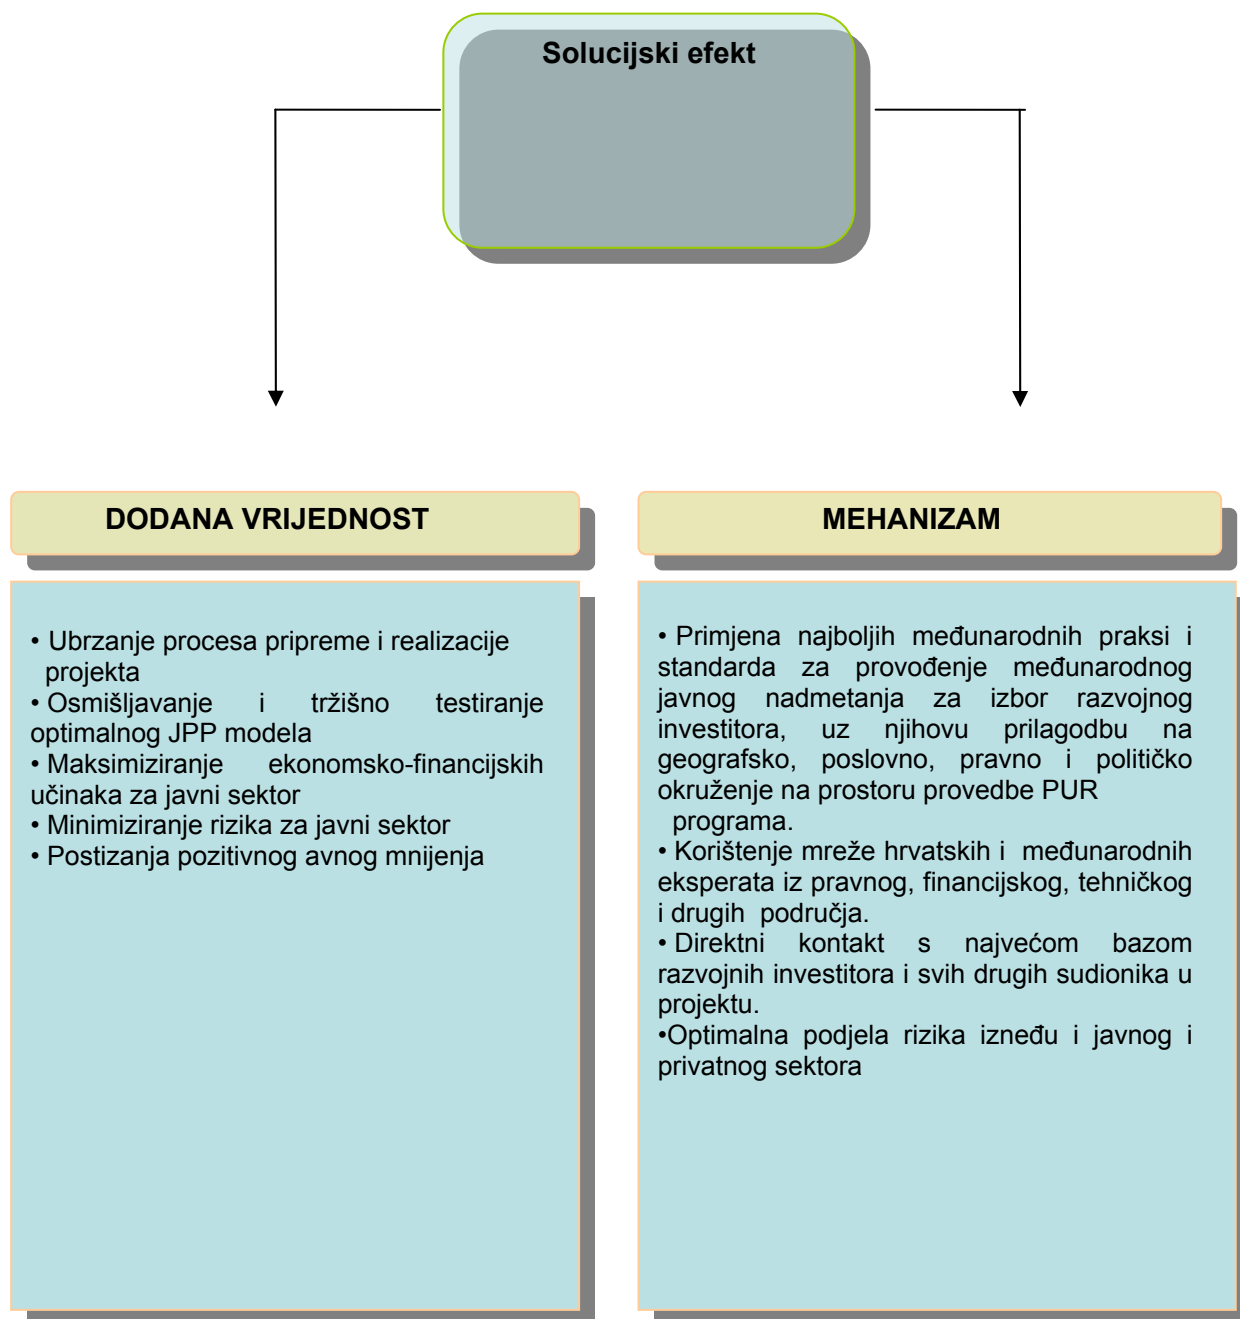 Solucijski efekt
DODANA VRIJEDNOST
• Ubrzanje procesa pripreme i realizacije
projekta
• Osmišljavanje i tržišno testiranje
optimalnog JPP modela
• Maksimiziranje ekonomsko-financijskih
učinaka za javni sektor
• Minimiziranje rizika za javni sektor
• Postizanja pozitivnog avnog mnijenja
MEHANIZAM
• Primjena najboljih međunarodnih praksi i
standarda za provođenje međunarodnog
javnog nadmetanja za izbor razvojnog
investitora, uz njihovu prilagodbu na
geografsko, poslovno, pravno i političko
okruženje na prostoru provedbe PUR
programa.
• Korištenje mreže hrvatskih i međunarodnih
eksperata iz pravnog, financijskog, tehničkog
i drugih područja.
• Direktni kontakt s najvećom bazom
razvojnih investitora i svih drugih sudionika u
projektu.
•Optimalna podjela rizika izneđu i javnog i
privatnog sektora